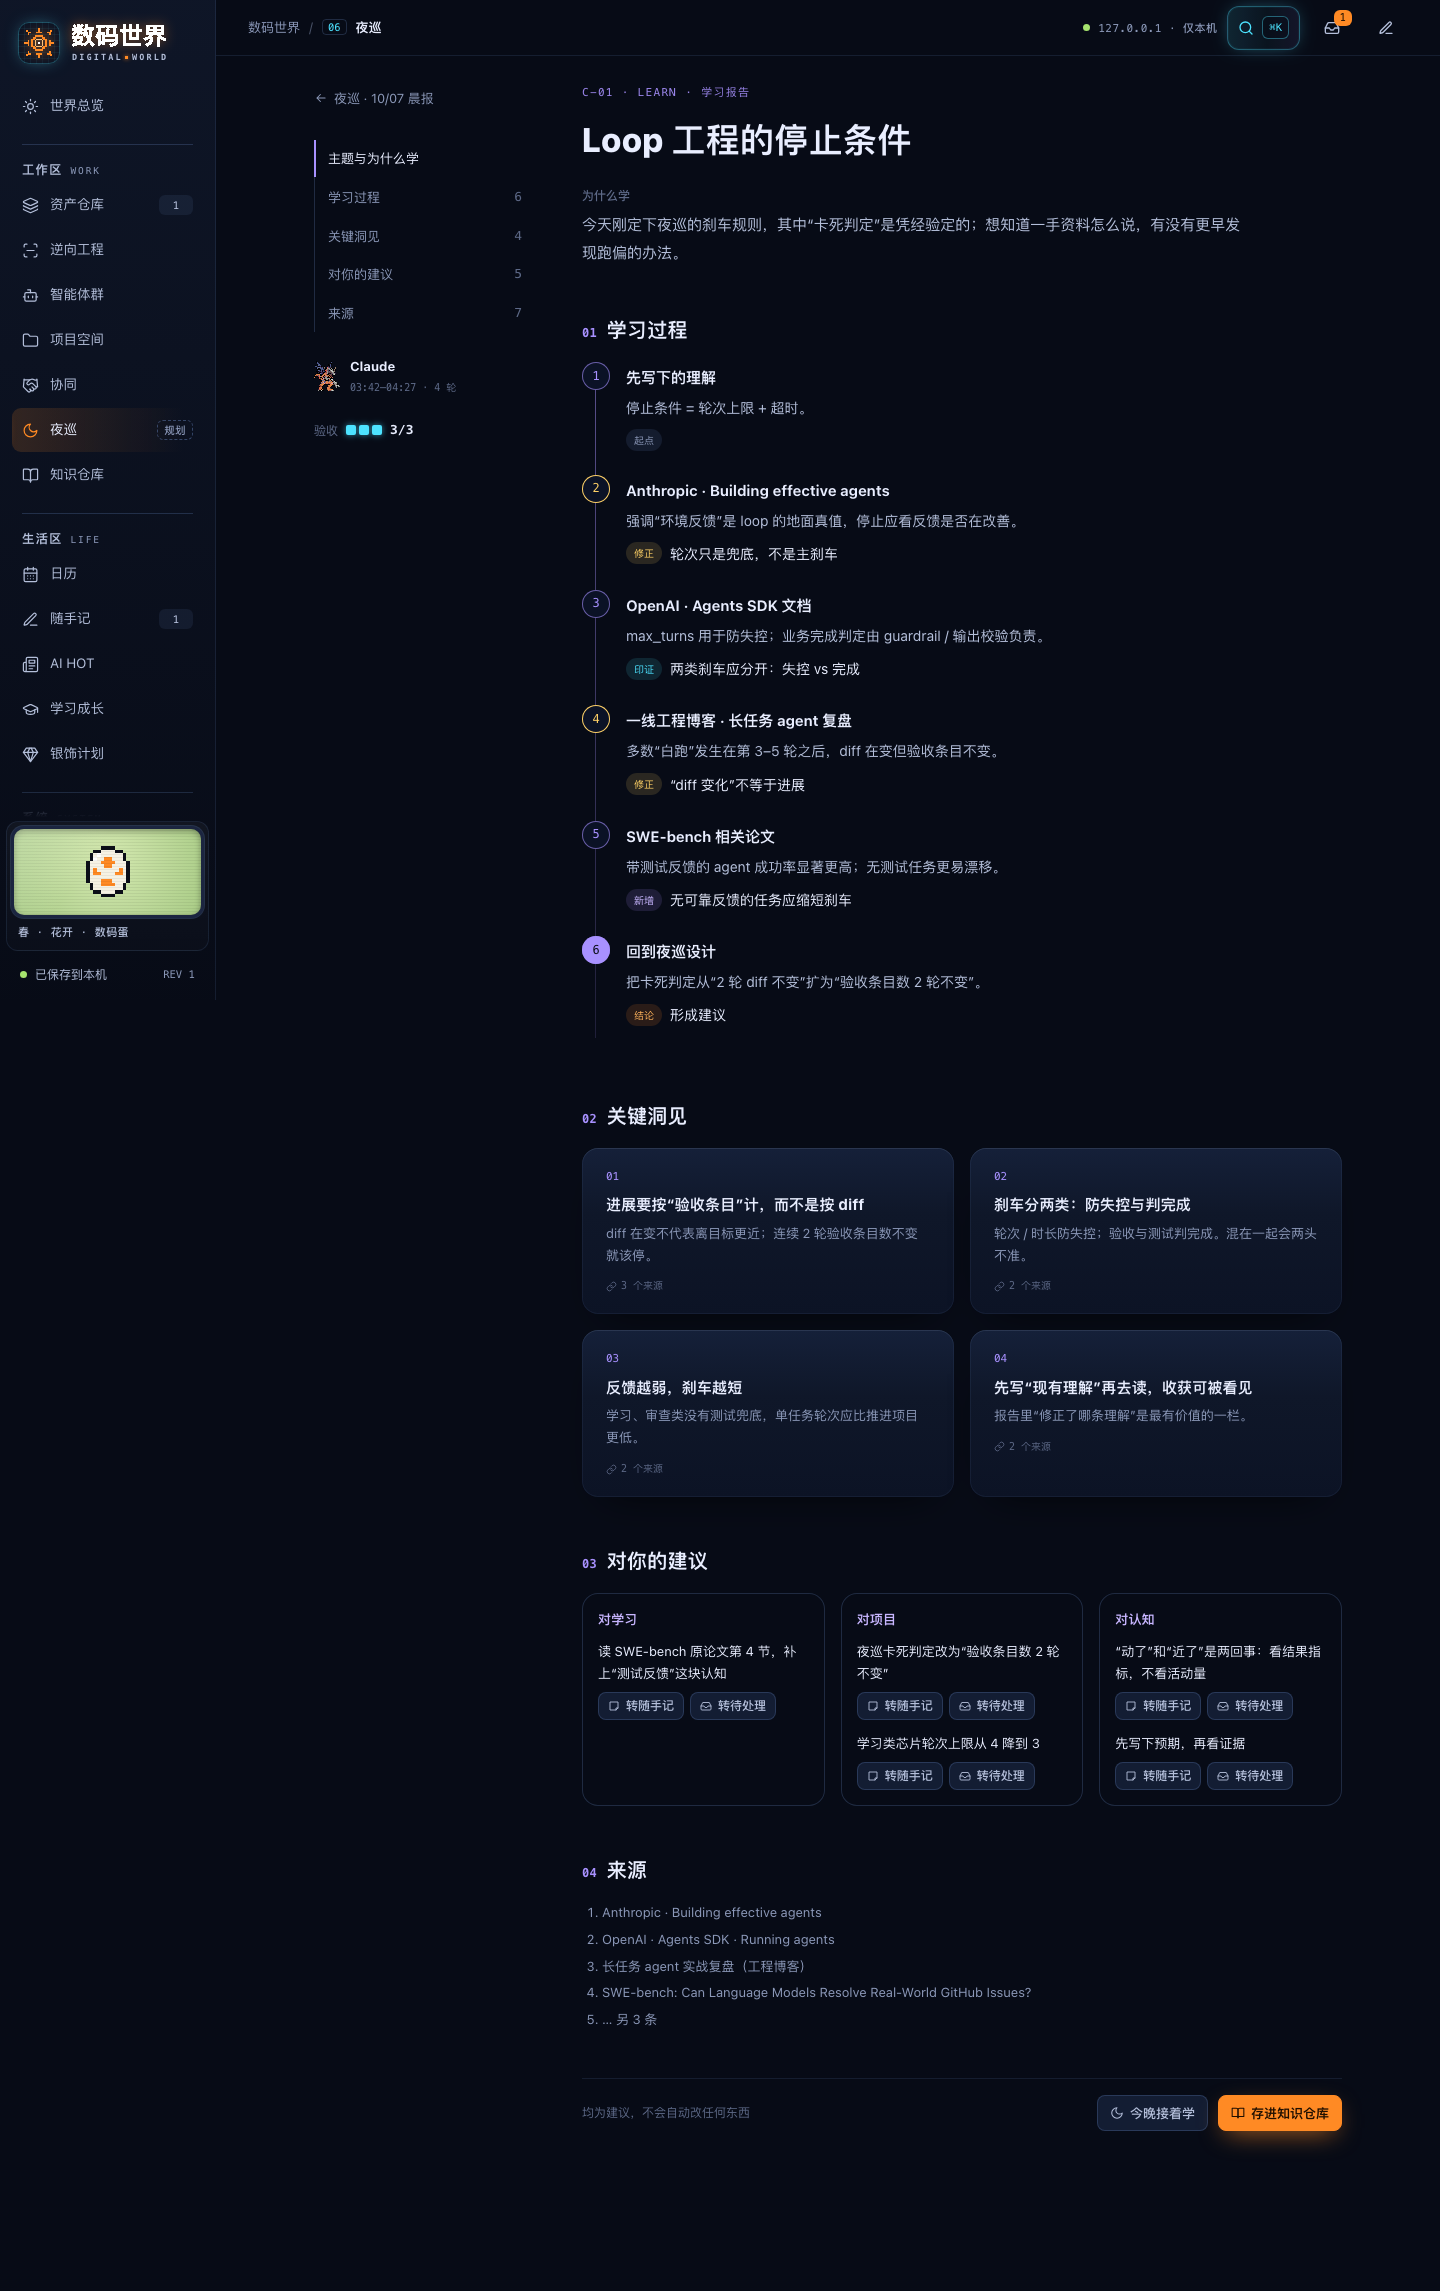 数码世界
DIGITAL WORLD
世界总览
工作区 WORK
资产仓库 1
逆向工程
智能体群
项目空间
协同
夜巡 规划
知识仓库
生活区 LIFE
日历
随手记 1
AI HOT
学习成长
银饰计划
春 · 花开 · 数码蛋
已保存到本机 REV 1
数码世界 / 06 夜巡
127.0.0.1 · 仅本机
⌘K
1
← 夜巡 · 10/07 晨报
主题与为什么学
学习过程 6
关键洞见 4
对你的建议 5
来源 7
Claude
03:42—04:27 · 4 轮
验收 3/3
C—01 · LEARN · 学习报告
Loop 工程的停止条件
为什么学
今天刚定下夜巡的刹车规则，其中“卡死判定”是凭经验定的；想知道一手资料怎么说，有没有更早发
现跑偏的办法。
01 学习过程
1 先写下的理解
停止条件 = 轮次上限 + 超时。
起点
2 Anthropic · Building effective agents
强调“环境反馈”是 loop 的地面真值，停止应看反馈是否在改善。
修正 轮次只是兜底，不是主刹车
3 OpenAI · Agents SDK 文档
max_turns 用于防失控；业务完成判定由 guardrail / 输出校验负责。
印证 两类刹车应分开：失控 vs 完成
4 一线工程博客 · 长任务 agent 复盘
多数“白跑”发生在第 3–5 轮之后，diff 在变但验收条目不变。
修正 “diff 变化”不等于进展
5 SWE-bench 相关论文
带测试反馈的 agent 成功率显著更高；无测试任务更易漂移。
新增 无可靠反馈的任务应缩短刹车
6 回到夜巡设计
把卡死判定从“2 轮 diff 不变”扩为“验收条目数 2 轮不变”。
结论 形成建议
02 关键洞见
01
进展要按“验收条目”计，而不是按 diff
diff 在变不代表离目标更近；连续 2 轮验收条目数不变
就该停。
3 个来源
02
刹车分两类：防失控与判完成
轮次 / 时长防失控；验收与测试判完成。混在一起会两头
不准。
2 个来源
03
反馈越弱，刹车越短
学习、审查类没有测试兜底，单任务轮次应比推进项目
更低。
2 个来源
04
先写“现有理解”再去读，收获可被看见
报告里“修正了哪条理解”是最有价值的一栏。
2 个来源
03 对你的建议
对学习
读 SWE-bench 原论文第 4 节，补
上“测试反馈”这块认知
转随手记 转待处理
对项目
夜巡卡死判定改为“验收条目数 2 轮
不变”
转随手记 转待处理
学习类芯片轮次上限从 4 降到 3
转随手记 转待处理
对认知
“动了”和“近了”是两回事：看结果指
标，不看活动量
转随手记 转待处理
先写下预期，再看证据
转随手记 转待处理
04 来源
1. Anthropic · Building effective agents
2. OpenAI · Agents SDK · Running agents
3. 长任务 agent 实战复盘（工程博客）
4. SWE-bench: Can Language Models Resolve Real-World GitHub Issues?
5. … 另 3 条
均为建议，不会自动改任何东西
今晚接着学
存进知识仓库